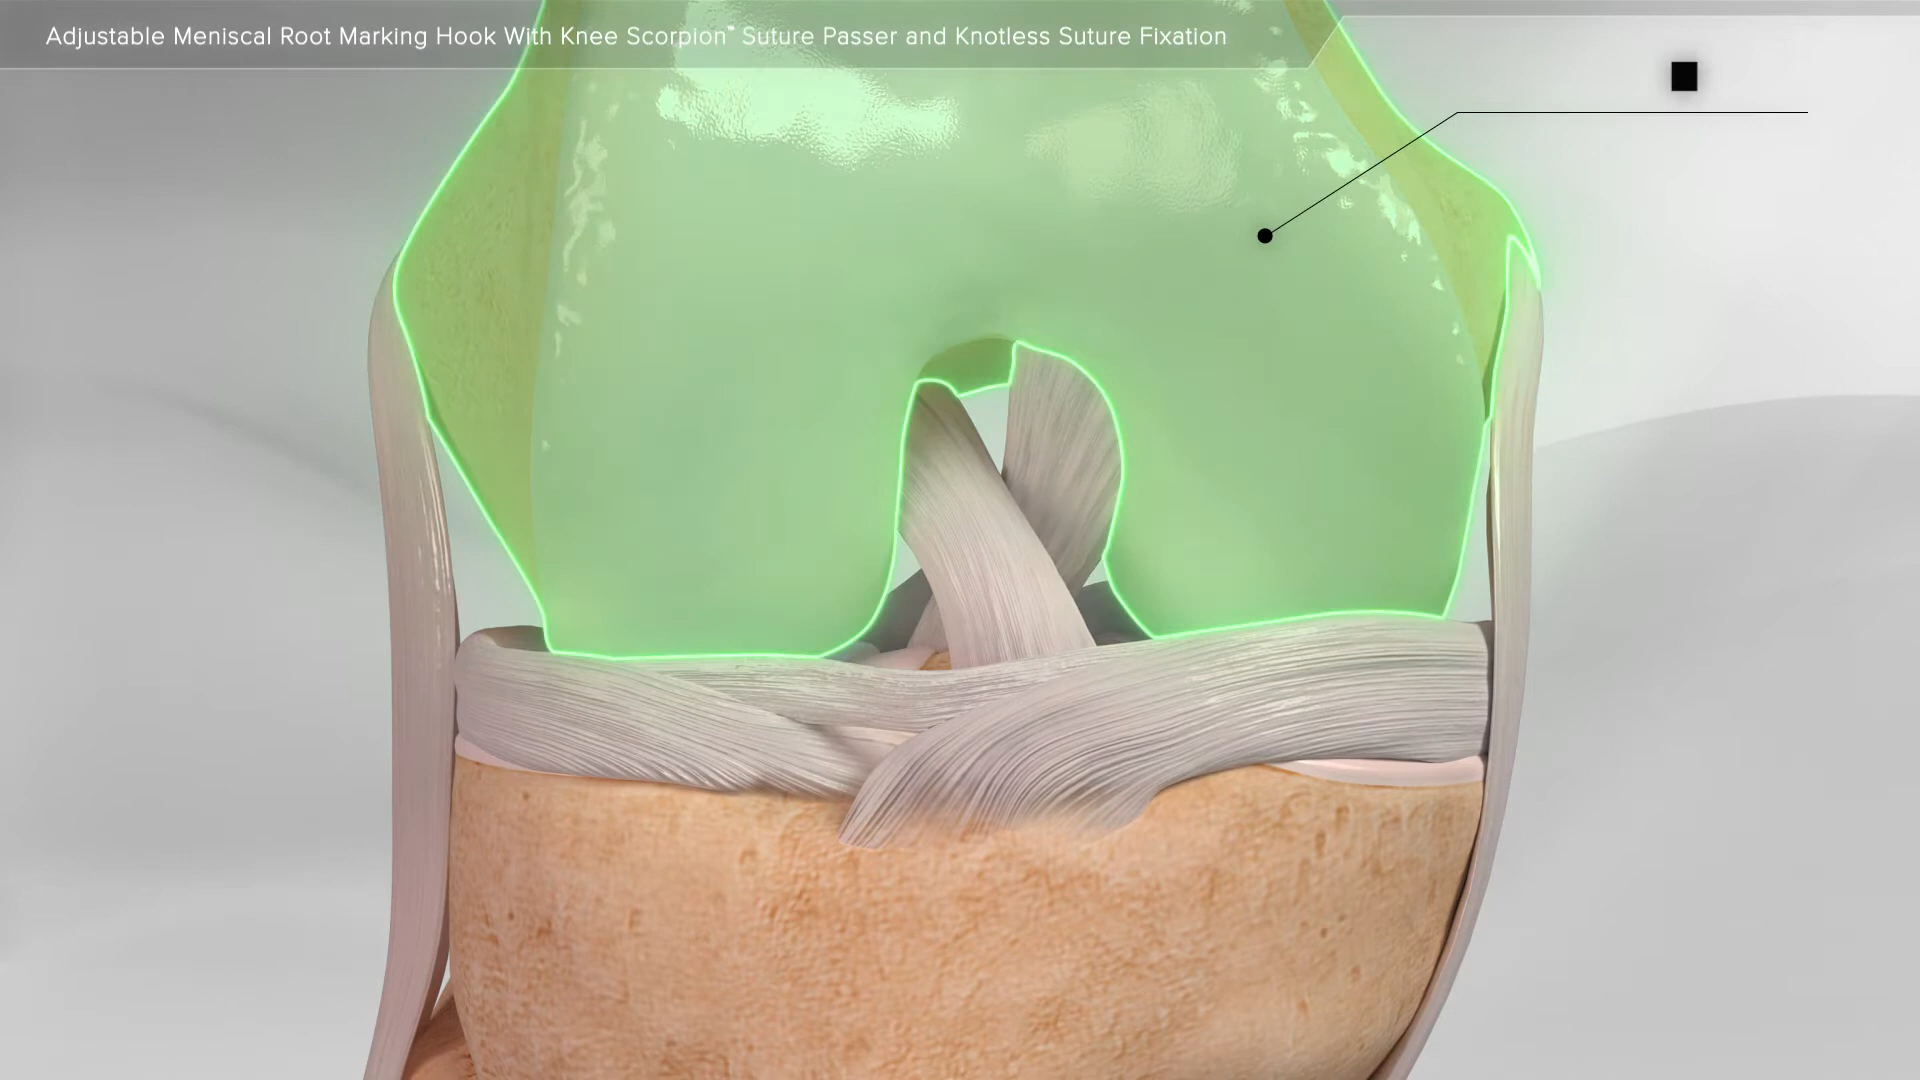 Adjustable Meniscal Root Marking Hook With Knee Scorpion™ Suture Passer and Knotless Suture Fixation